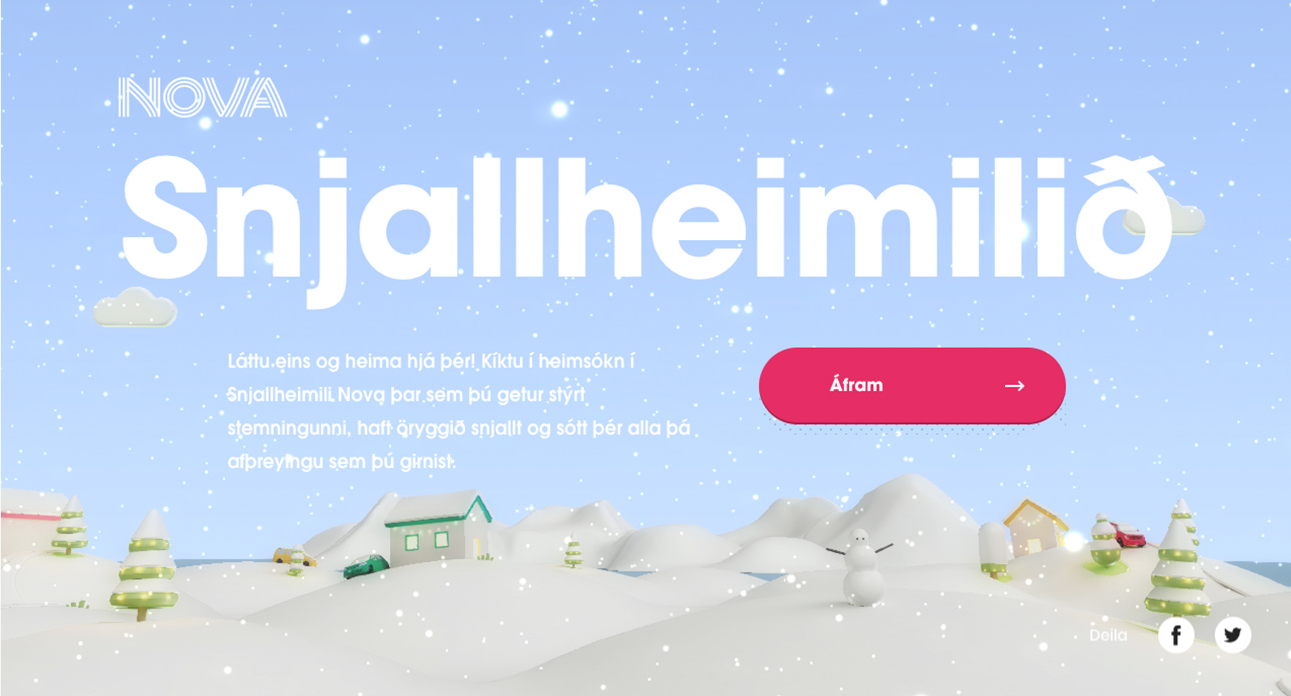 NOVA
Snjallheimilið
Láttu eins og heima hjá þér! Kíktu í heimsókn í
Snjallheimili Nova þar sem þú getur stýrt
stemningunni, haft öryggið snjallt og sótt þér alla þá
afþreyingu sem þú girnist.
Áfram
Deila